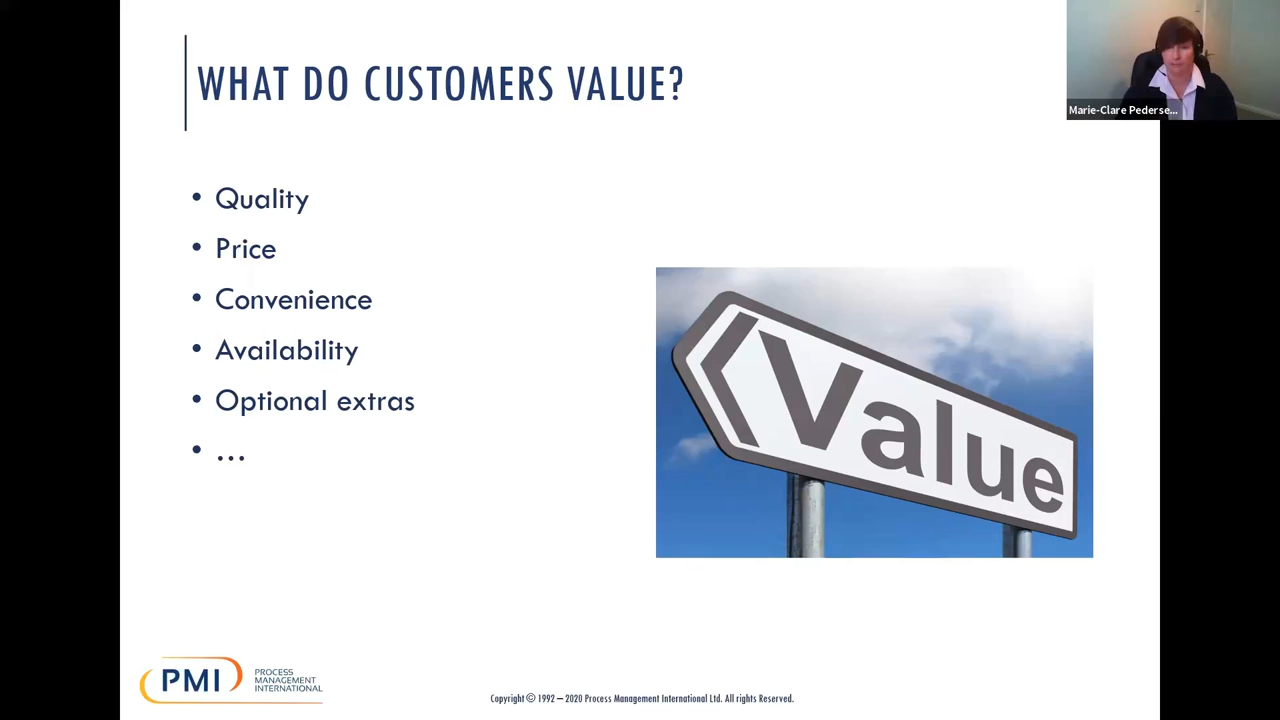 WHAT DO CUSTOMERS VALUE?
Marie-Clare Pederse...
• Quality
• Price
• Convenience
• Availability
• Optional extras
• ...
Value
PMI
PROCESS
MANAGEMENT
INTERNATIONAL
Copyright © 1992 – 2020 Process Management International Ltd. All rights Reserved.